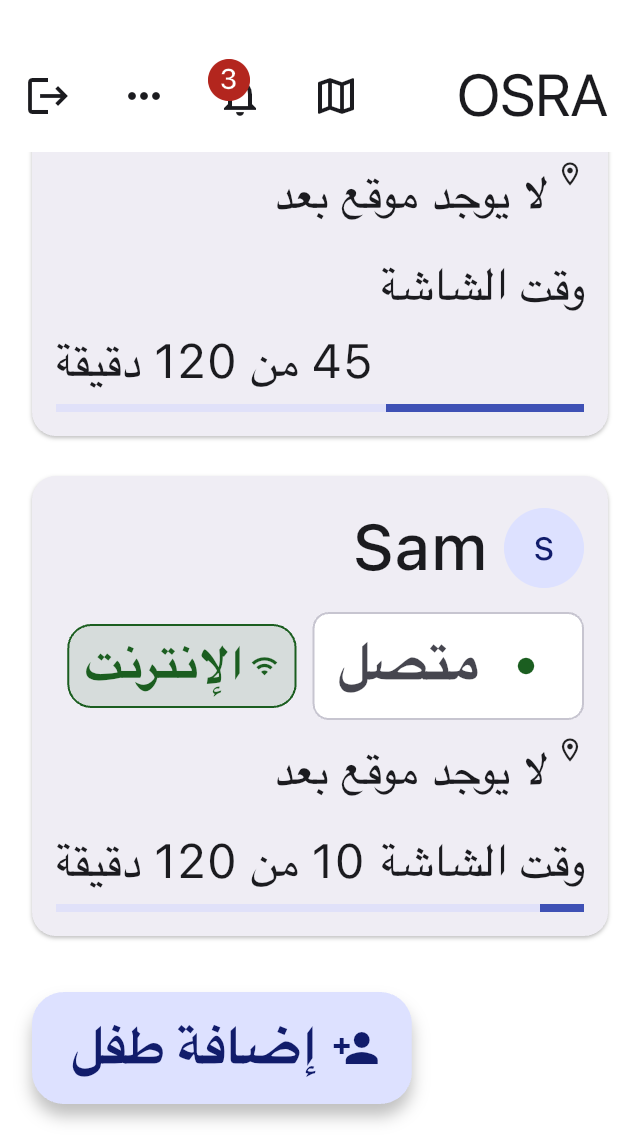 OSRA
3
لا يوجد موقع بعد
وقت الشاشة
45 من 120 دقيقة
S
Sam
متصل
الإنترنت
لا يوجد موقع بعد
وقت الشاشة 10 من 120 دقيقة
إضافة طفل